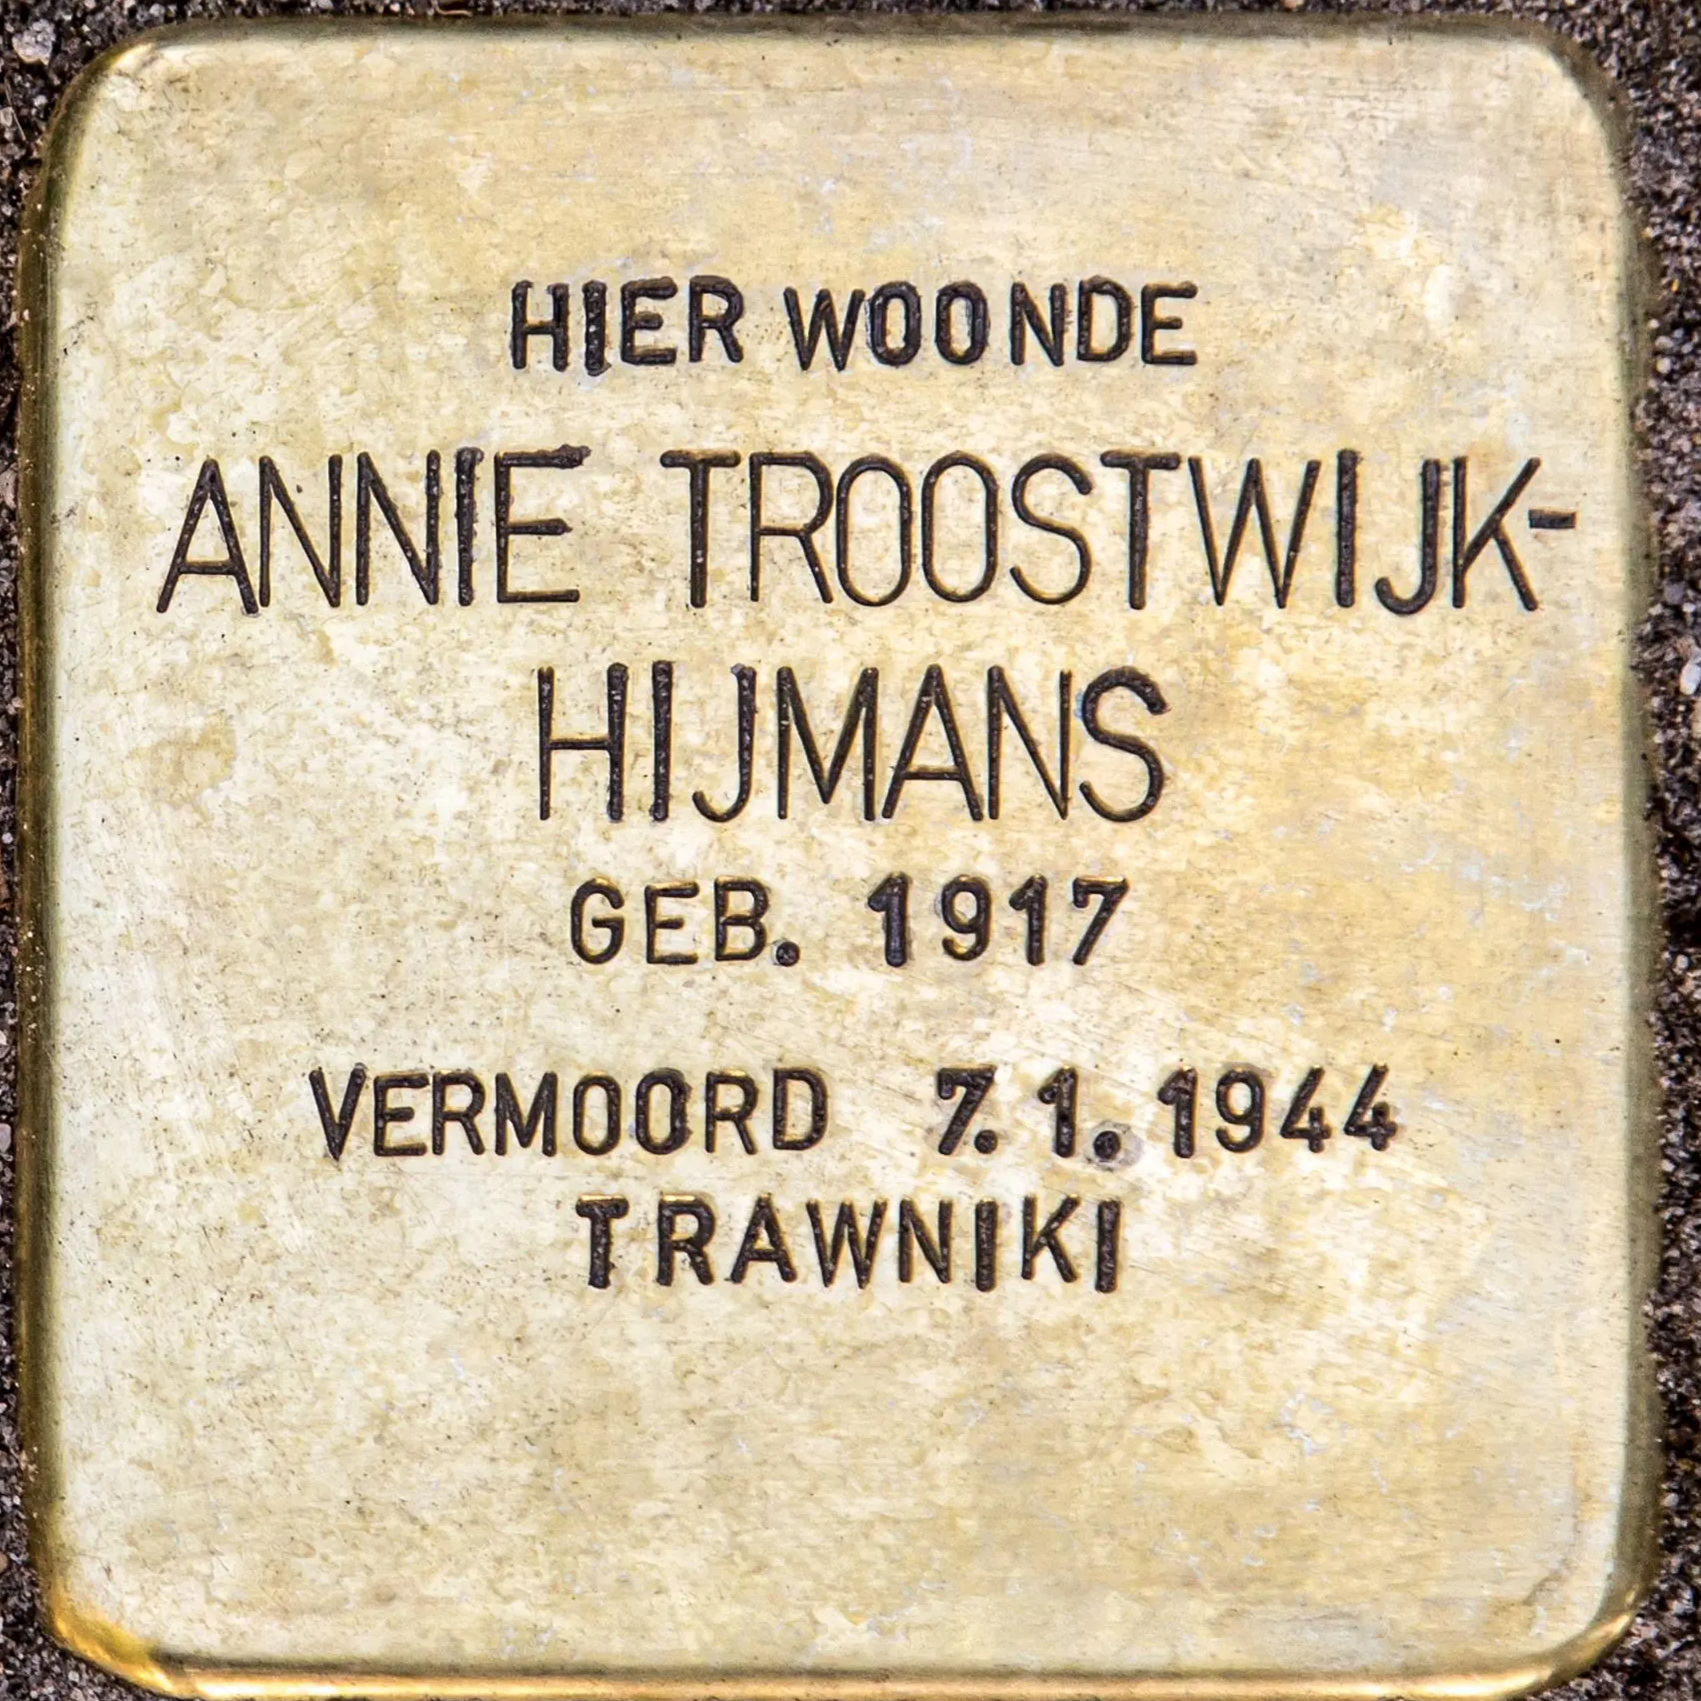 HIER WOONDE
ANNIE TROOSTWIJK-
HIJMANS
GEB. 1917
VERMOORD 7.1.1944
TRAWNIKI